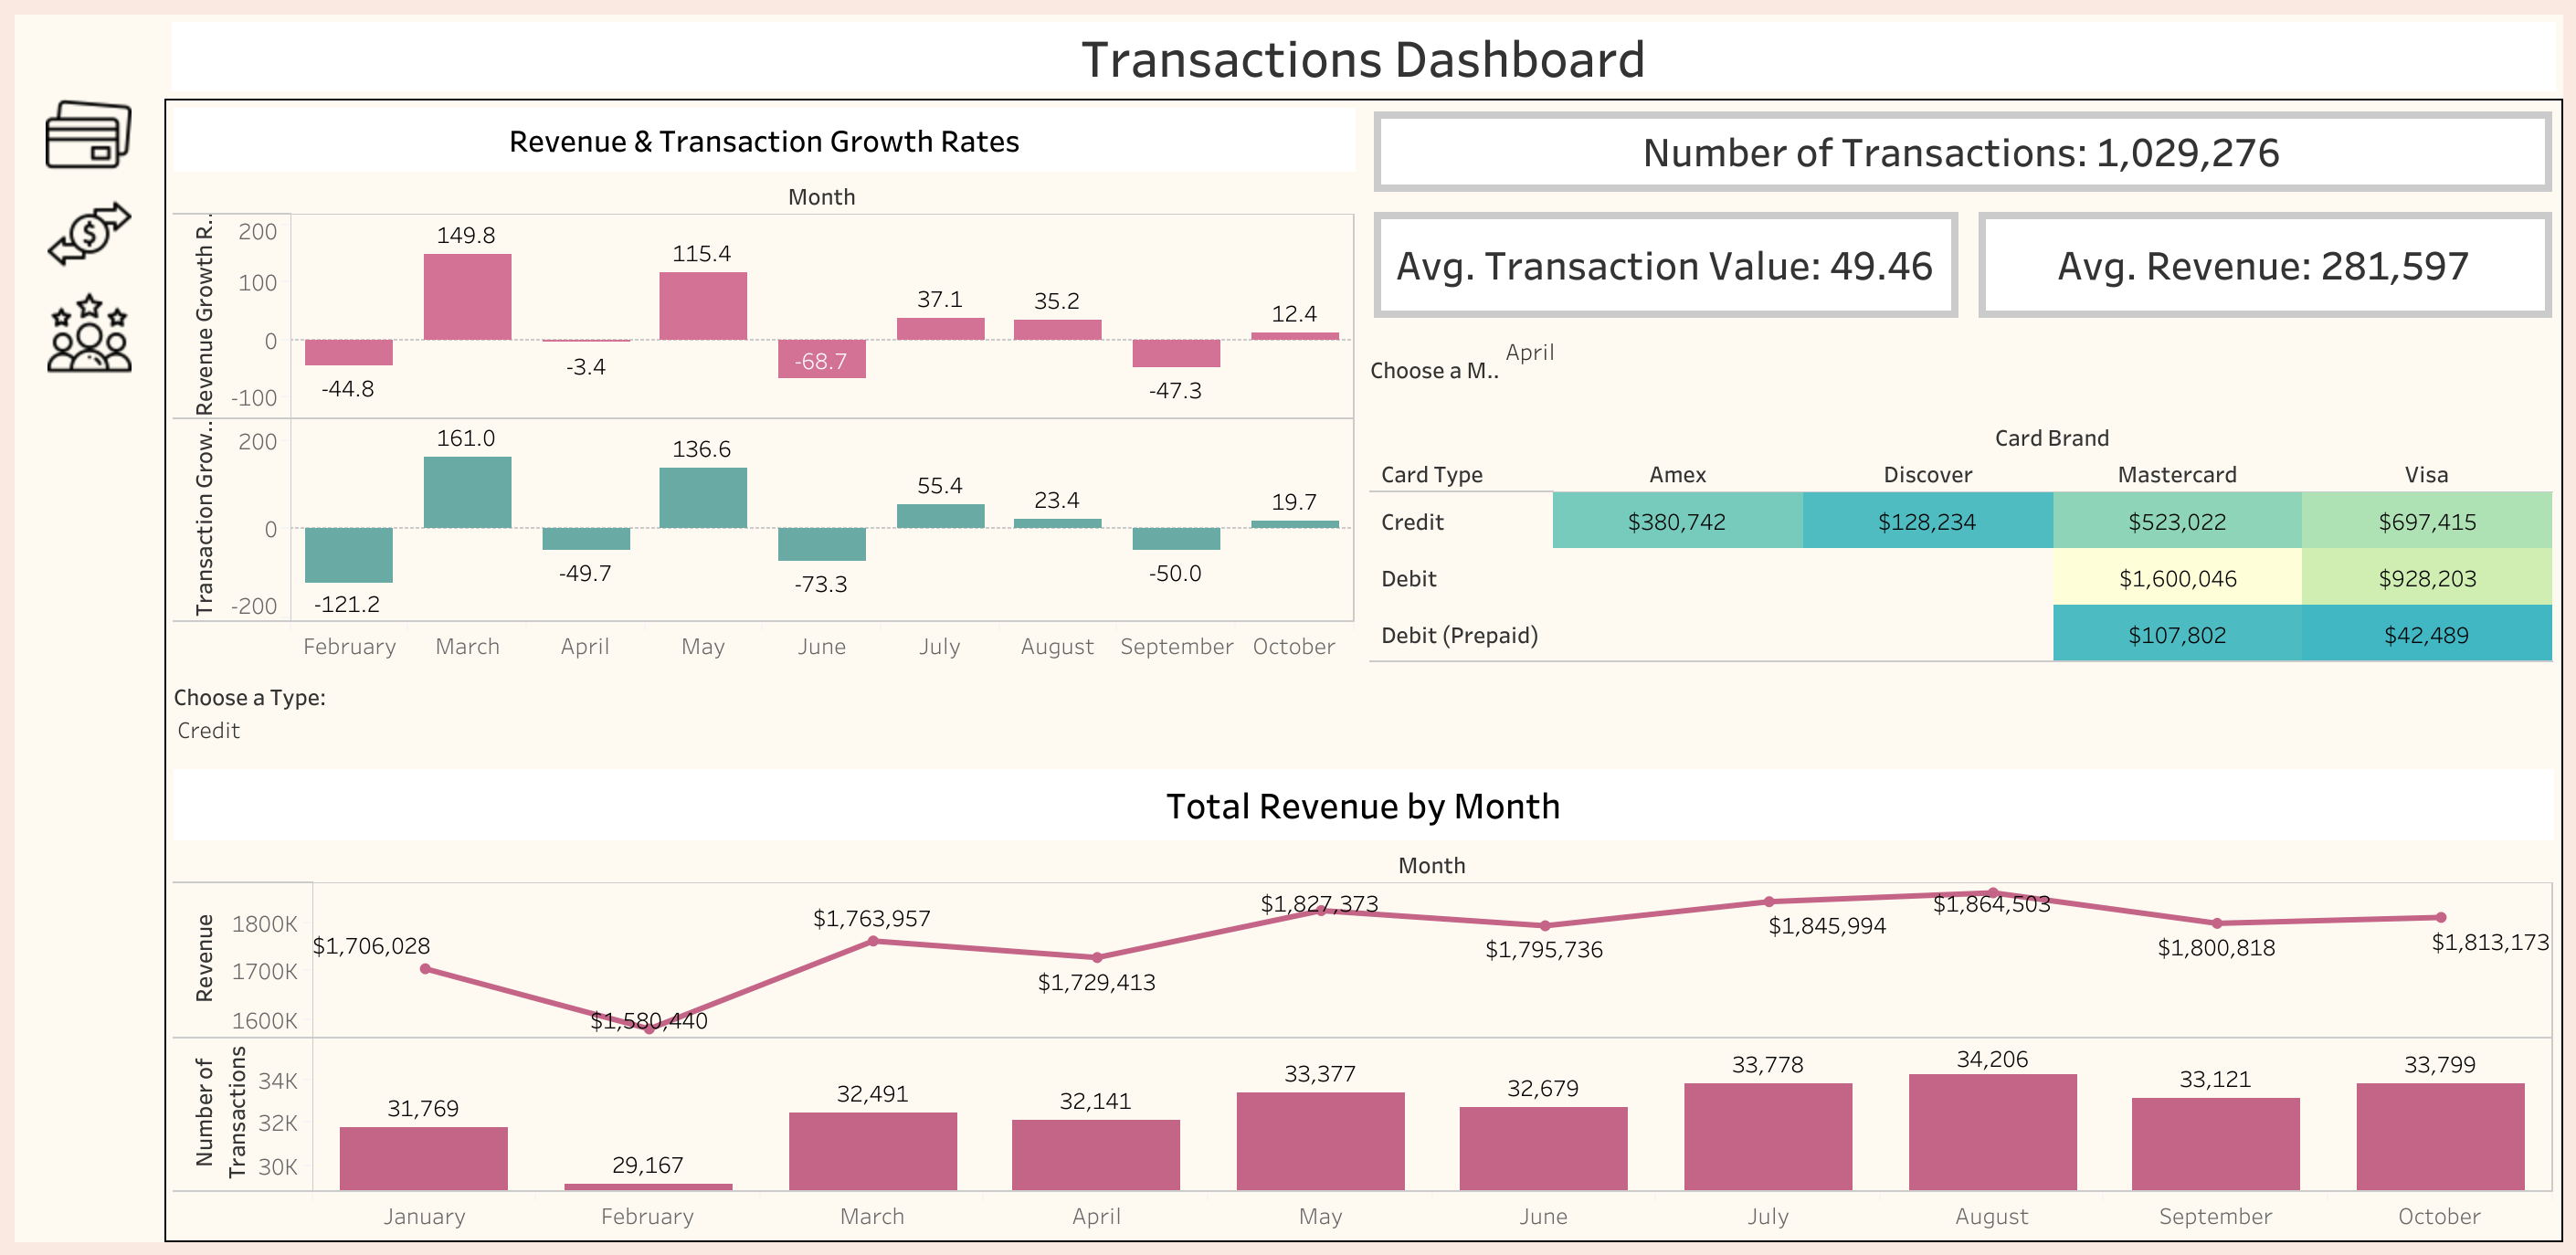 Transactions Dashboard
Revenue & Transaction Growth Rates
Month
Revenue Growth R..
200
100
0
-100
-44.8
149.8
-3.4
115.4
-68.7
37.1
35.2
-47.3
12.4
Transaction Grow..
200
0
-200
-121.2
161.0
-49.7
136.6
-73.3
55.4
23.4
-50.0
19.7
February March April May June July August September October
Number of Transactions: 1,029,276
Avg. Transaction Value: 49.46
Avg. Revenue: 281,597
Choose a M..
April
Card Brand
Card Type Amex Discover Mastercard Visa
Credit $380,742 $128,234 $523,022 $697,415
Debit $1,600,046 $928,203
Debit (Prepaid) $107,802 $42,489
Choose a Type:
Credit
Total Revenue by Month
Month
Revenue
1800K
1700K
1600K
$1,706,028
$1,580,440
$1,763,957
$1,729,413
$1,827,373
$1,795,736
$1,845,994
$1,864,503
$1,800,818
$1,813,173
Number of
Transactions
34K
32K
30K
31,769
29,167
32,491
32,141
33,377
32,679
33,778
34,206
33,121
33,799
January February March April May June July August September October